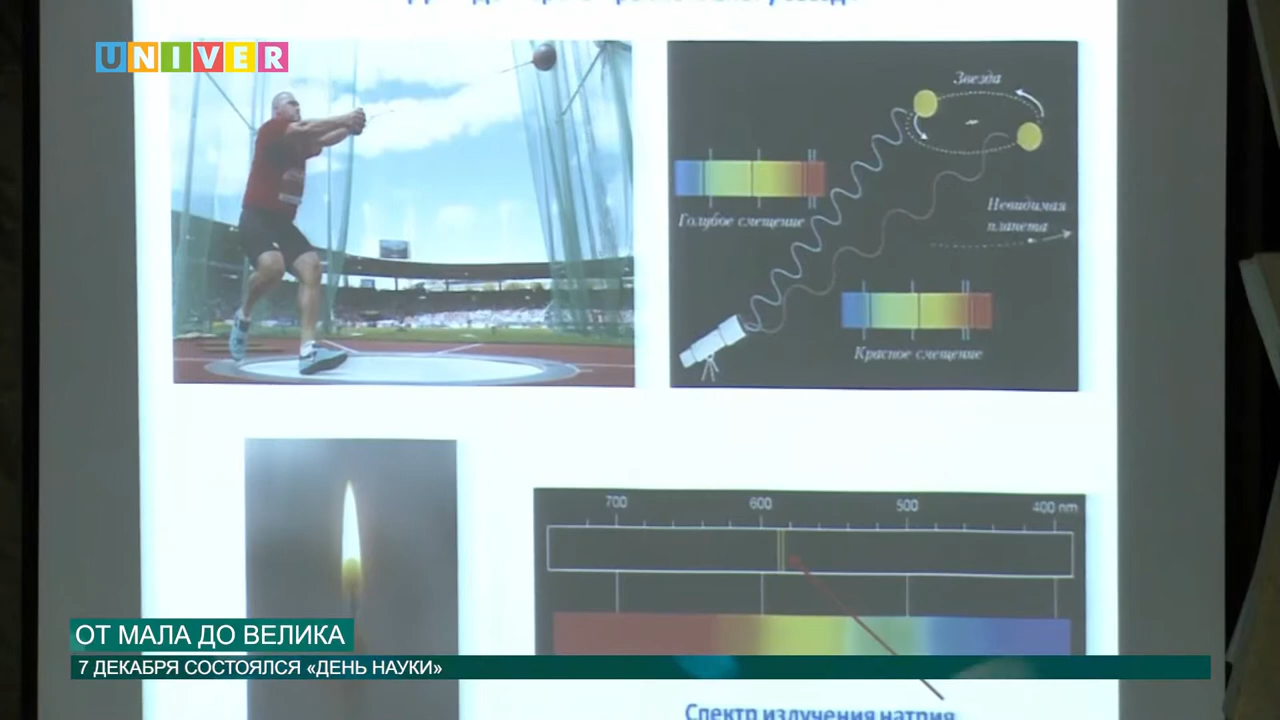 UNIVER
Звезда
Голубое смещение
Невидимая
планета
Красное смещение
700 600 500 400 nm
ОТ МАЛА ДО ВЕЛИКА
7 ДЕКАБРЯ СОСТОЯЛСЯ «ДЕНЬ НАУКИ»
Спектр излучения натрия